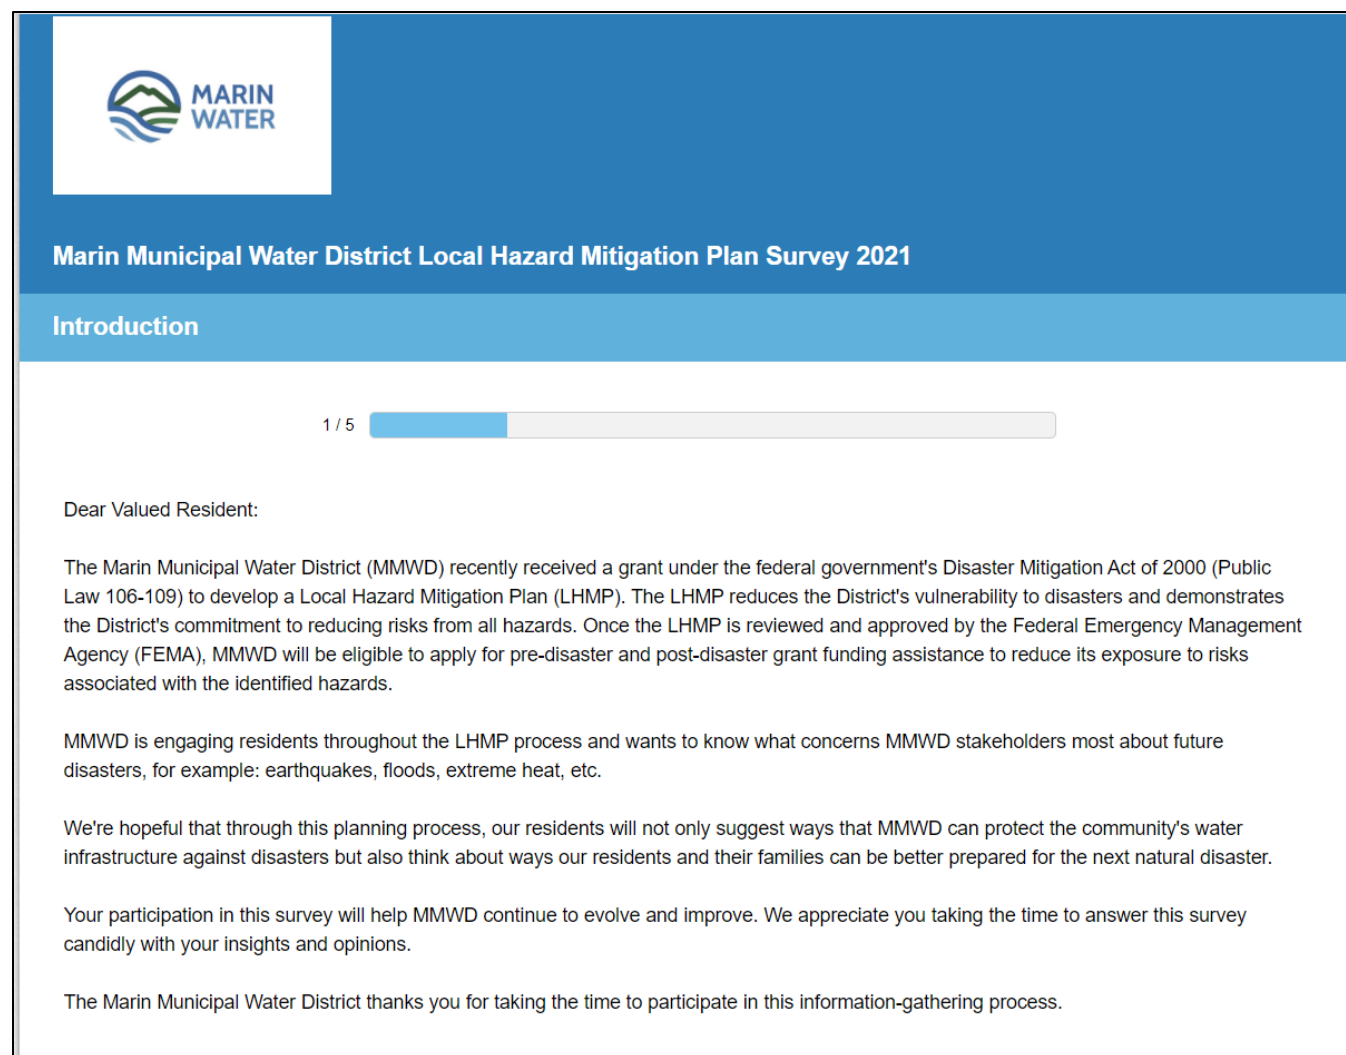 MARIN
WATER
Marin Municipal Water District Local Hazard Mitigation Plan Survey 2021
Introduction
1 / 5
Dear Valued Resident:
The Marin Municipal Water District (MMWD) recently received a grant under the federal government's Disaster Mitigation Act of 2000 (Public
Law 106-109) to develop a Local Hazard Mitigation Plan (LHMP). The LHMP reduces the District's vulnerability to disasters and demonstrates
the District's commitment to reducing risks from all hazards. Once the LHMP is reviewed and approved by the Federal Emergency Management
Agency (FEMA), MMWD will be eligible to apply for pre-disaster and post-disaster grant funding assistance to reduce its exposure to risks
associated with the identified hazards.
MMWD is engaging residents throughout the LHMP process and wants to know what concerns MMWD stakeholders most about future
disasters, for example: earthquakes, floods, extreme heat, etc.
We're hopeful that through this planning process, our residents will not only suggest ways that MMWD can protect the community's water
infrastructure against disasters but also think about ways our residents and their families can be better prepared for the next natural disaster.
Your participation in this survey will help MMWD continue to evolve and improve. We appreciate you taking the time to answer this survey
candidly with your insights and opinions.
The Marin Municipal Water District thanks you for taking the time to participate in this information-gathering process.